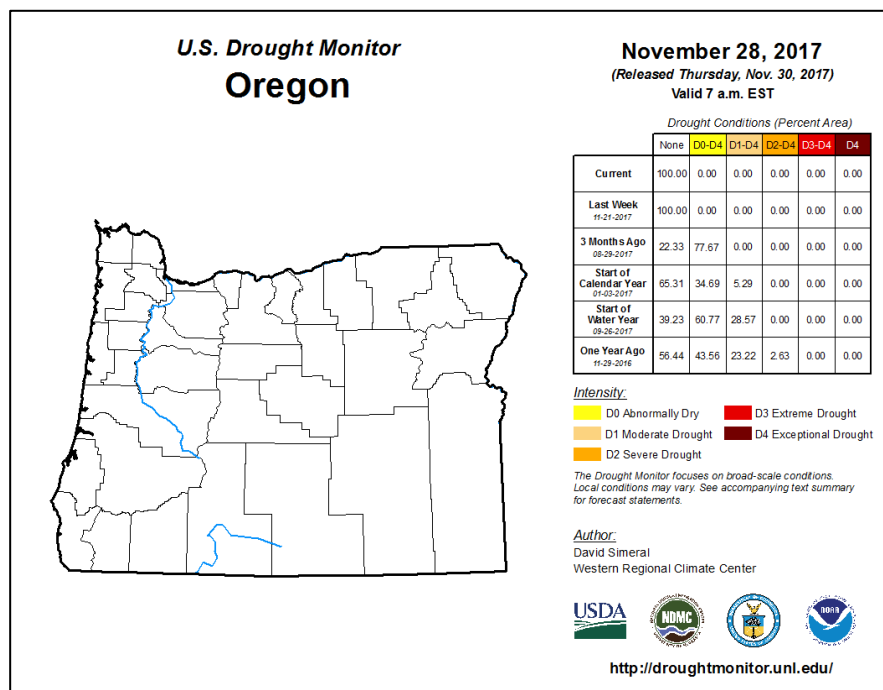 U.S. Drought Monitor
Oregon
November 28, 2017
(Released Thursday, Nov. 30, 2017)
Valid 7 a.m. EST
Drought Conditions (Percent Area)
None D0-D4 D1-D4 D2-D4 D3-D4 D4
Current 100.00 0.00 0.00 0.00 0.00 0.00
Last Week
11-21-2017
100.00 0.00 0.00 0.00 0.00 0.00
3 Months Ago
08-29-2017
22.33 77.67 0.00 0.00 0.00 0.00
Start of
Calendar Year
01-03-2017
65.31 34.69 5.29 0.00 0.00 0.00
Start of
Water Year
09-26-2017
39.23 60.77 28.57 0.00 0.00 0.00
One Year Ago
11-29-2016
56.44 43.56 23.22 2.63 0.00 0.00
Intensity:
D0 Abnormally Dry
D1 Moderate Drought
D2 Severe Drought
D3 Extreme Drought
D4 Exceptional Drought
The Drought Monitor focuses on broad-scale conditions.
Local conditions may vary. See accompanying text summary
for forecast statements.
Author:
David Simeral
Western Regional Climate Center
USDA
NDMC
NOAA
http://droughtmonitor.unl.edu/